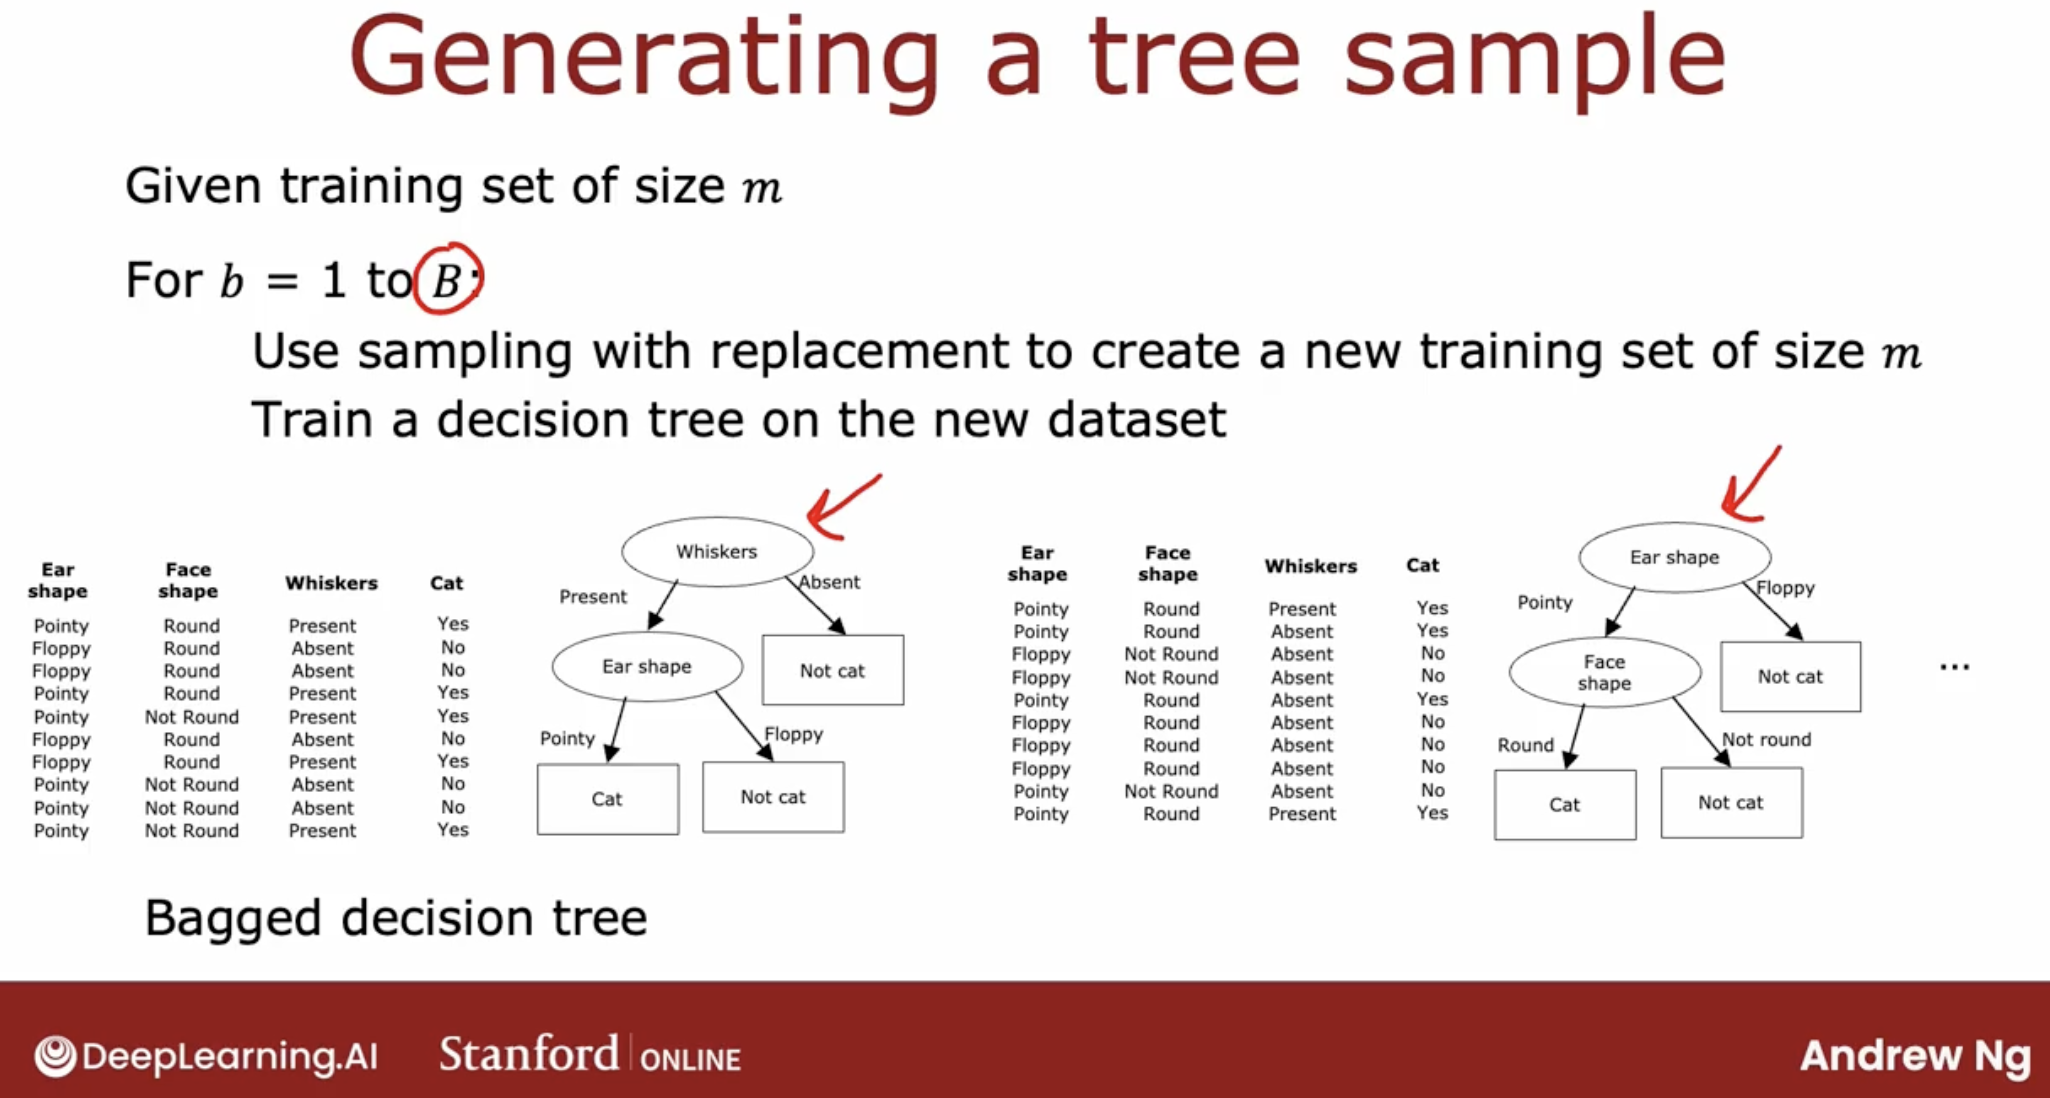 Generating a tree sample
Given training set of size m
For b = 1 to B:
Use sampling with replacement to create a new training set of size m
Train a decision tree on the new dataset
Ear shape Face shape Whiskers Cat
Pointy Round Present Yes
Floppy Round Absent No
Floppy Round Absent No
Pointy Round Present Yes
Pointy Not Round Present Yes
Floppy Round Absent No
Floppy Round Present Yes
Pointy Not Round Absent No
Pointy Not Round Absent No
Pointy Not Round Present Yes
Whiskers
Present
Absent
Ear shape
Not cat
Pointy
Floppy
Cat
Not cat
Ear shape Face shape Whiskers Cat
Pointy Round Present Yes
Pointy Round Absent Yes
Floppy Not Round Absent No
Floppy Not Round Absent No
Pointy Round Absent Yes
Floppy Round Absent No
Floppy Round Absent No
Floppy Round Absent No
Pointy Not Round Absent No
Pointy Round Present Yes
Ear shape
Pointy
Floppy
Face shape
Not cat
Round
Not round
Cat
Not cat
...
Bagged decision tree
DeepLearning.AI
Stanford ONLINE
Andrew Ng